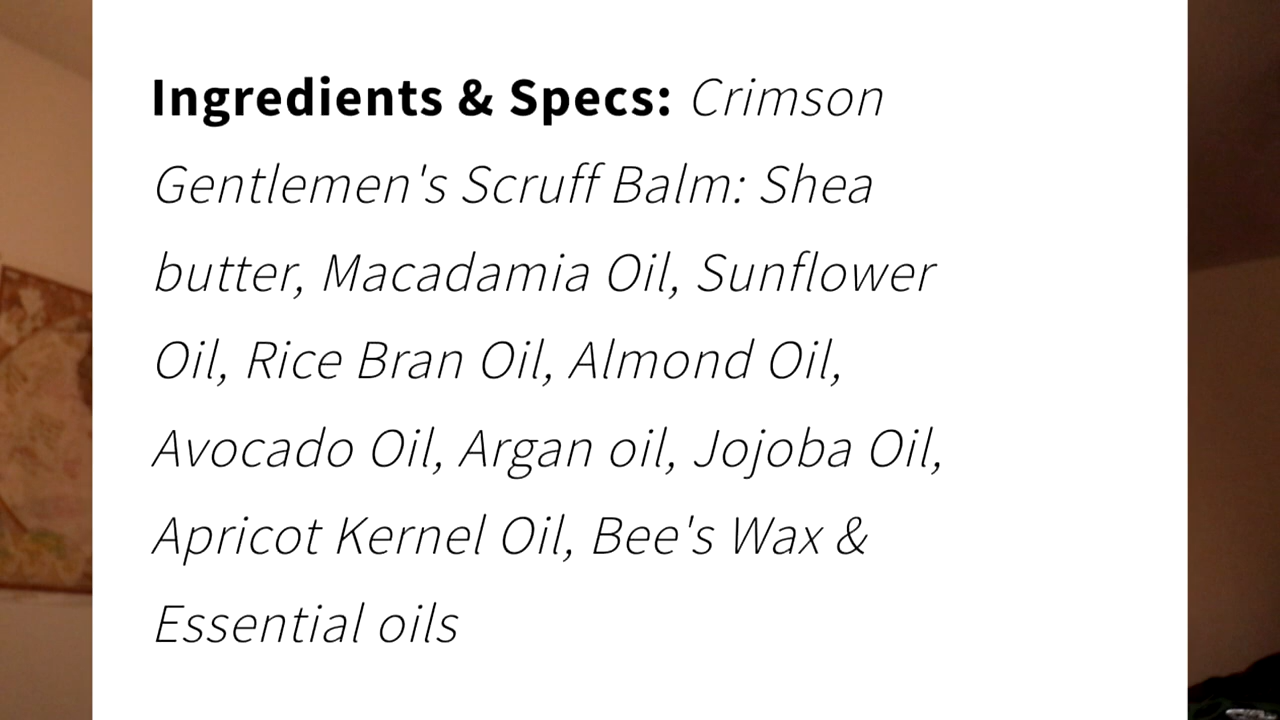 Ingredients & Specs: Crimson
Gentlemen's Scruff Balm: Shea
butter, Macadamia Oil, Sunflower
Oil, Rice Bran Oil, Almond Oil,
Avocado Oil, Argan oil, Jojoba Oil,
Apricot Kernel Oil, Bee's Wax &
Essential oils